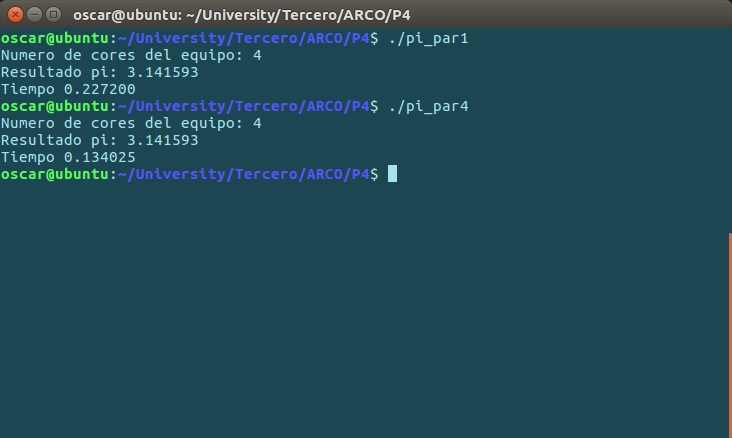 oscar@ubuntu: ~/University/Tercero/ARCO/P4
oscar@ubuntu:~/University/Tercero/ARCO/P4$ ./pi_par1
Numero de cores del equipo: 4
Resultado pi: 3.141593
Tiempo 0.227200
oscar@ubuntu:~/University/Tercero/ARCO/P4$ ./pi_par4
Numero de cores del equipo: 4
Resultado pi: 3.141593
Tiempo 0.134025
oscar@ubuntu:~/University/Tercero/ARCO/P4$